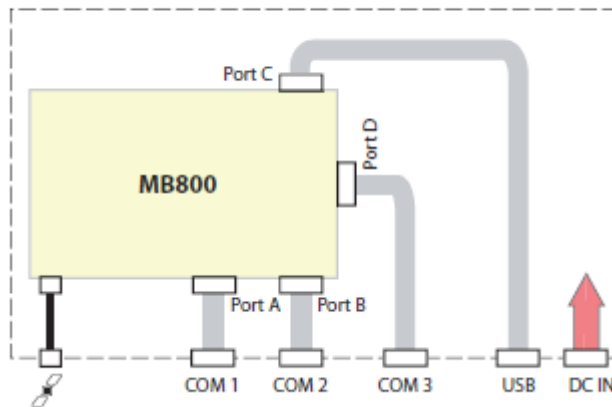 Port C
Port D
MB800
Port A
Port B
COM 1
COM 2
COM 3
USB
DC IN